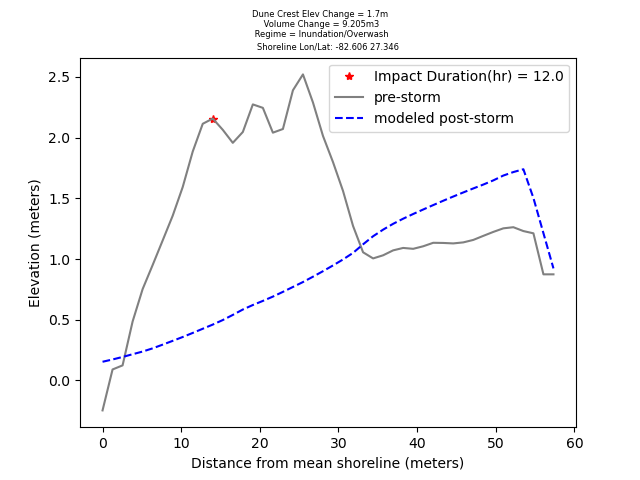 Dune Crest Elev Change = 1.7m
Volume Change = 9.205m3
Regime = Inundation/Overwash
Shoreline Lon/Lat: -82.606 27.346
Impact Duration(hr) = 12.0
pre-storm
modeled post-storm
2.5
2.0
1.5
1.0
0.5
0.0
Elevation (meters)
0 10 20 30 40 50 60
Distance from mean shoreline (meters)